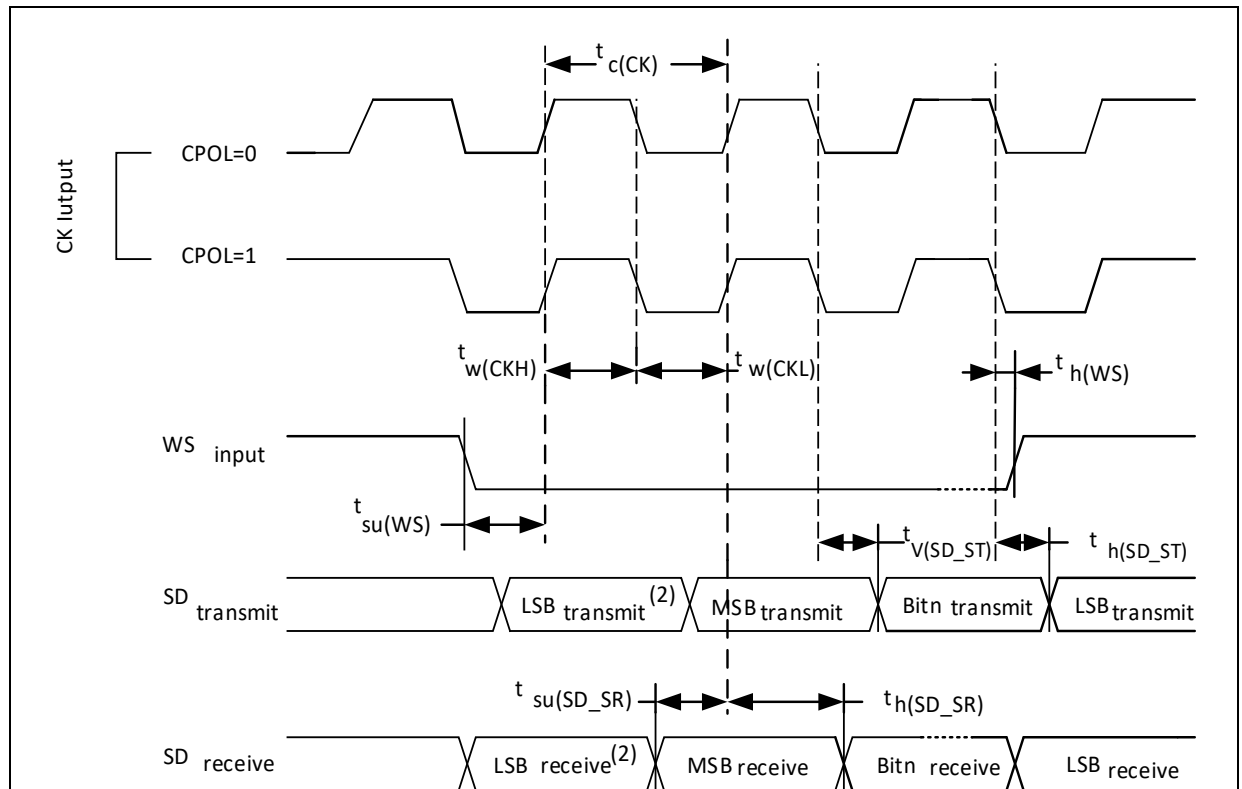 t c(CK)
CK Iutput
CPOL=0
CPOL=1
t w(CKH)
t w(CKL)
t h(WS)
WS input
t su(WS)
t V(SD_ST)
t h(SD_ST)
SD transmit
LSB transmit(2)
MSB transmit
Bitn transmit
LSB transmit
t su(SD_SR)
t h(SD_SR)
SD receive
LSB receive(2)
MSB receive
Bitn receive
LSB receive